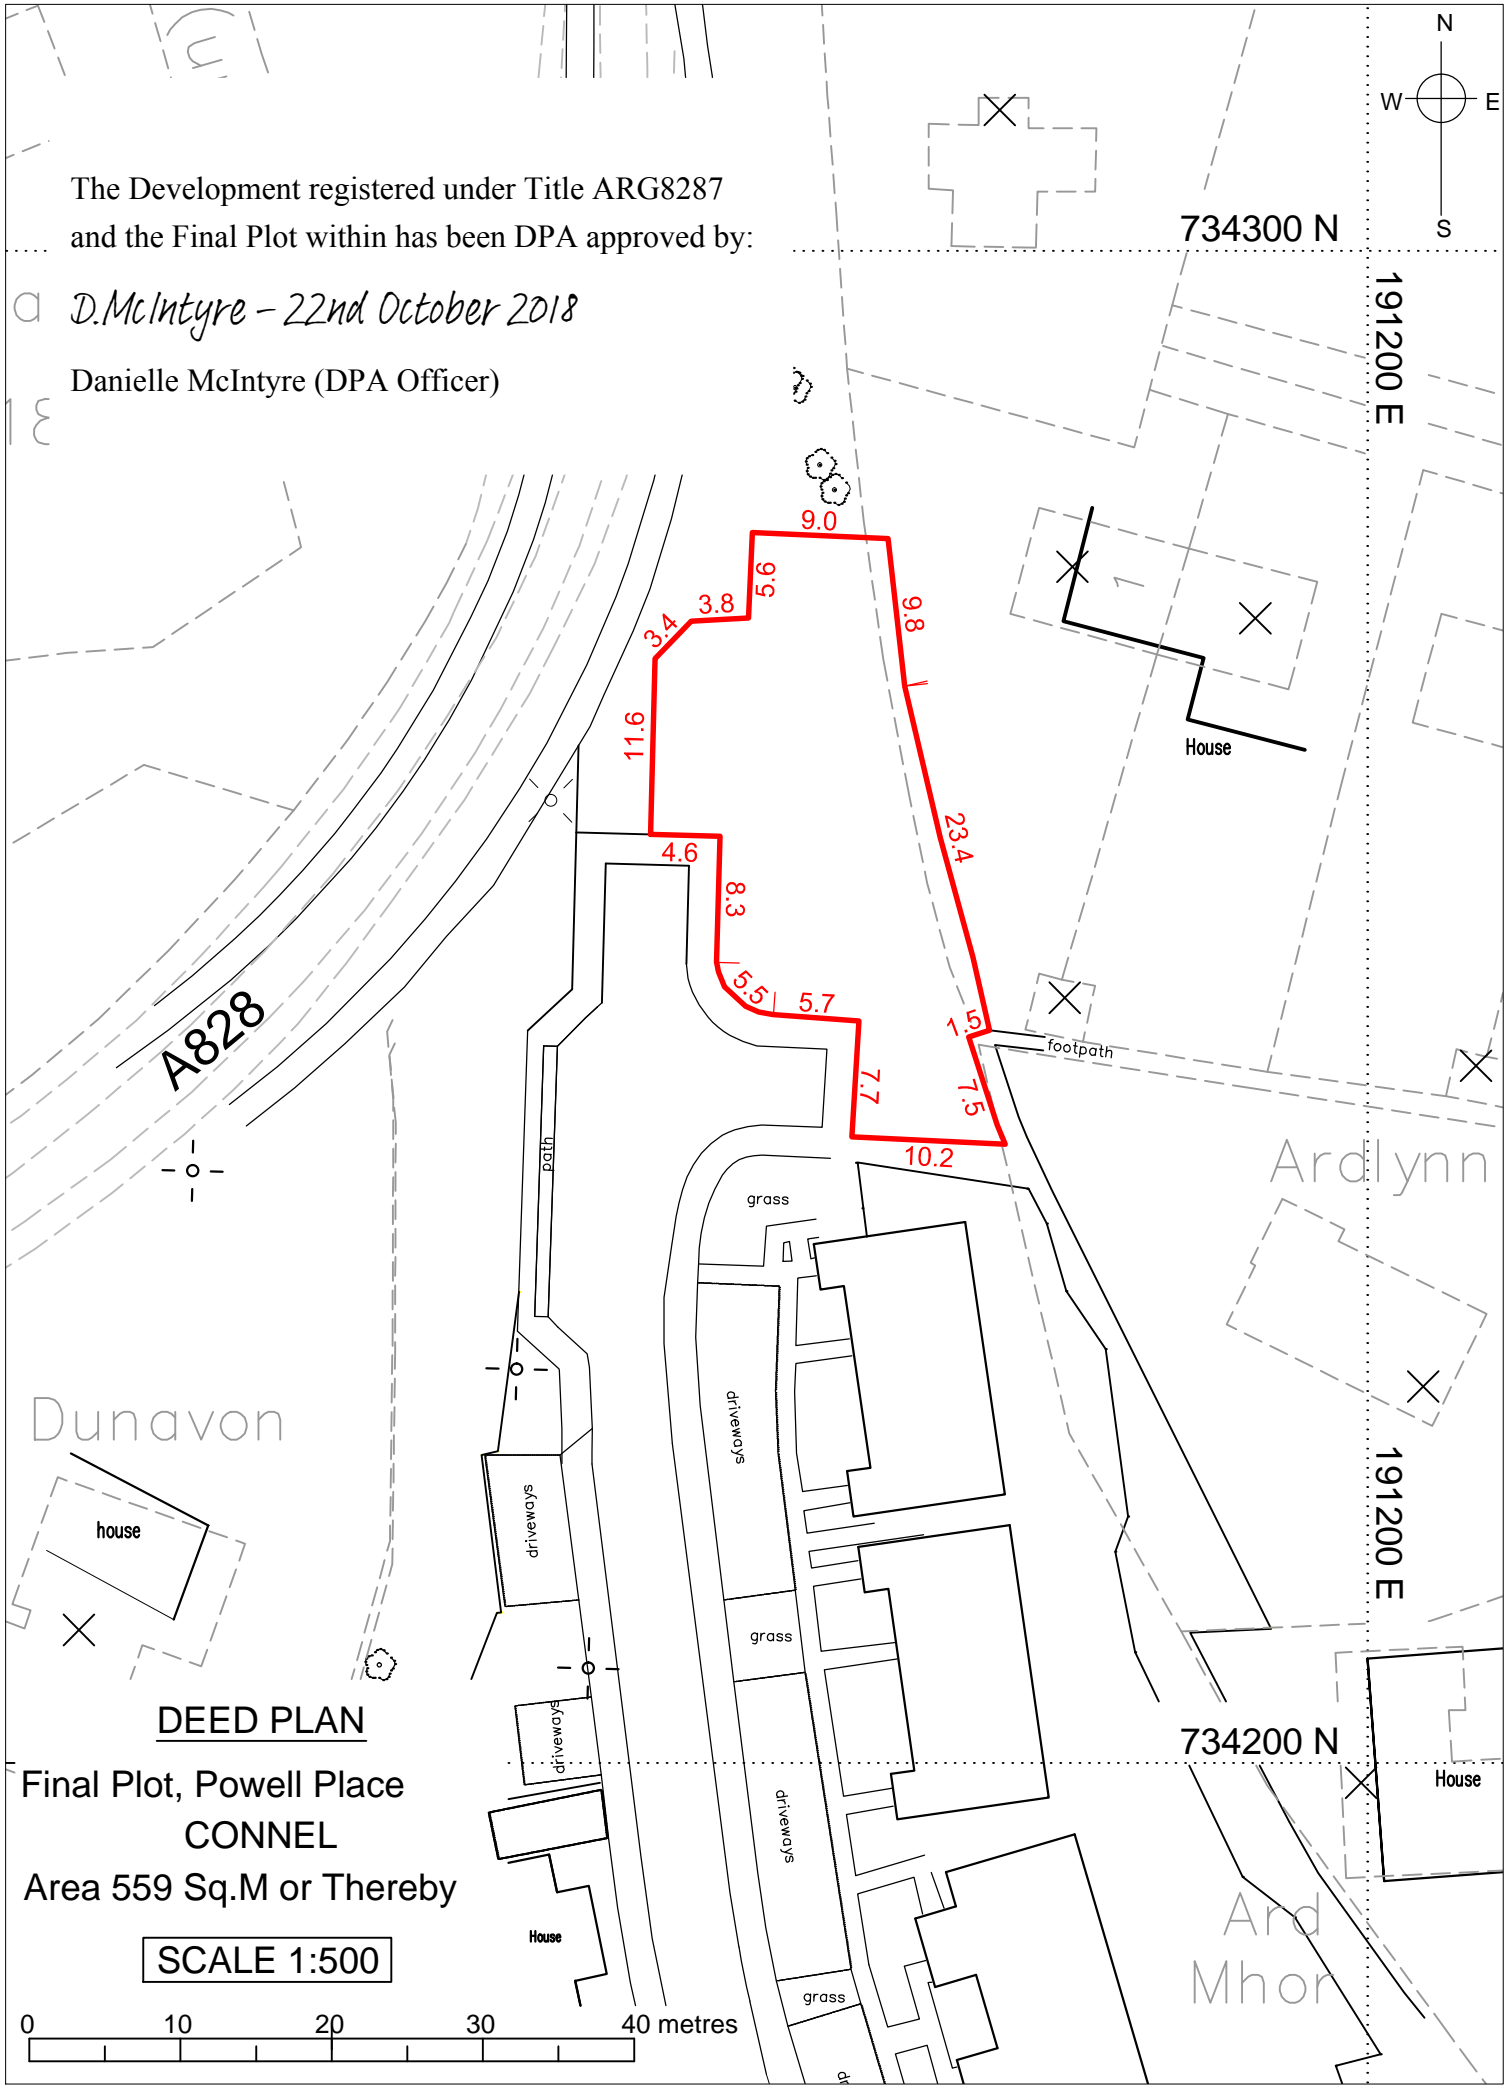 N
W E
S
The Development registered under Title ARG8287
and the Final Plot within has been DPA approved by:
D.McIntyre – 22nd October 2018
Danielle McIntyre (DPA Officer)
734300 N
191200 E
a
18
9.0
5.6
3.8
3.4
9.8
11.6
1
House
23.4
4.6
8.3
5.5
5.7
1.5
footpath
7.7
7.5
10.2
A828
path
grass
Ardlynn
driveways
Dunavon
house
driveways
191200 E
grass
driveways
DEED PLAN
734200 N
Final Plot, Powell Place
CONNEL
House
driveways
Area 559 Sq.M or Thereby
House
Ard
Mhor
SCALE 1:500
grass
0 10 20 30 40 metres